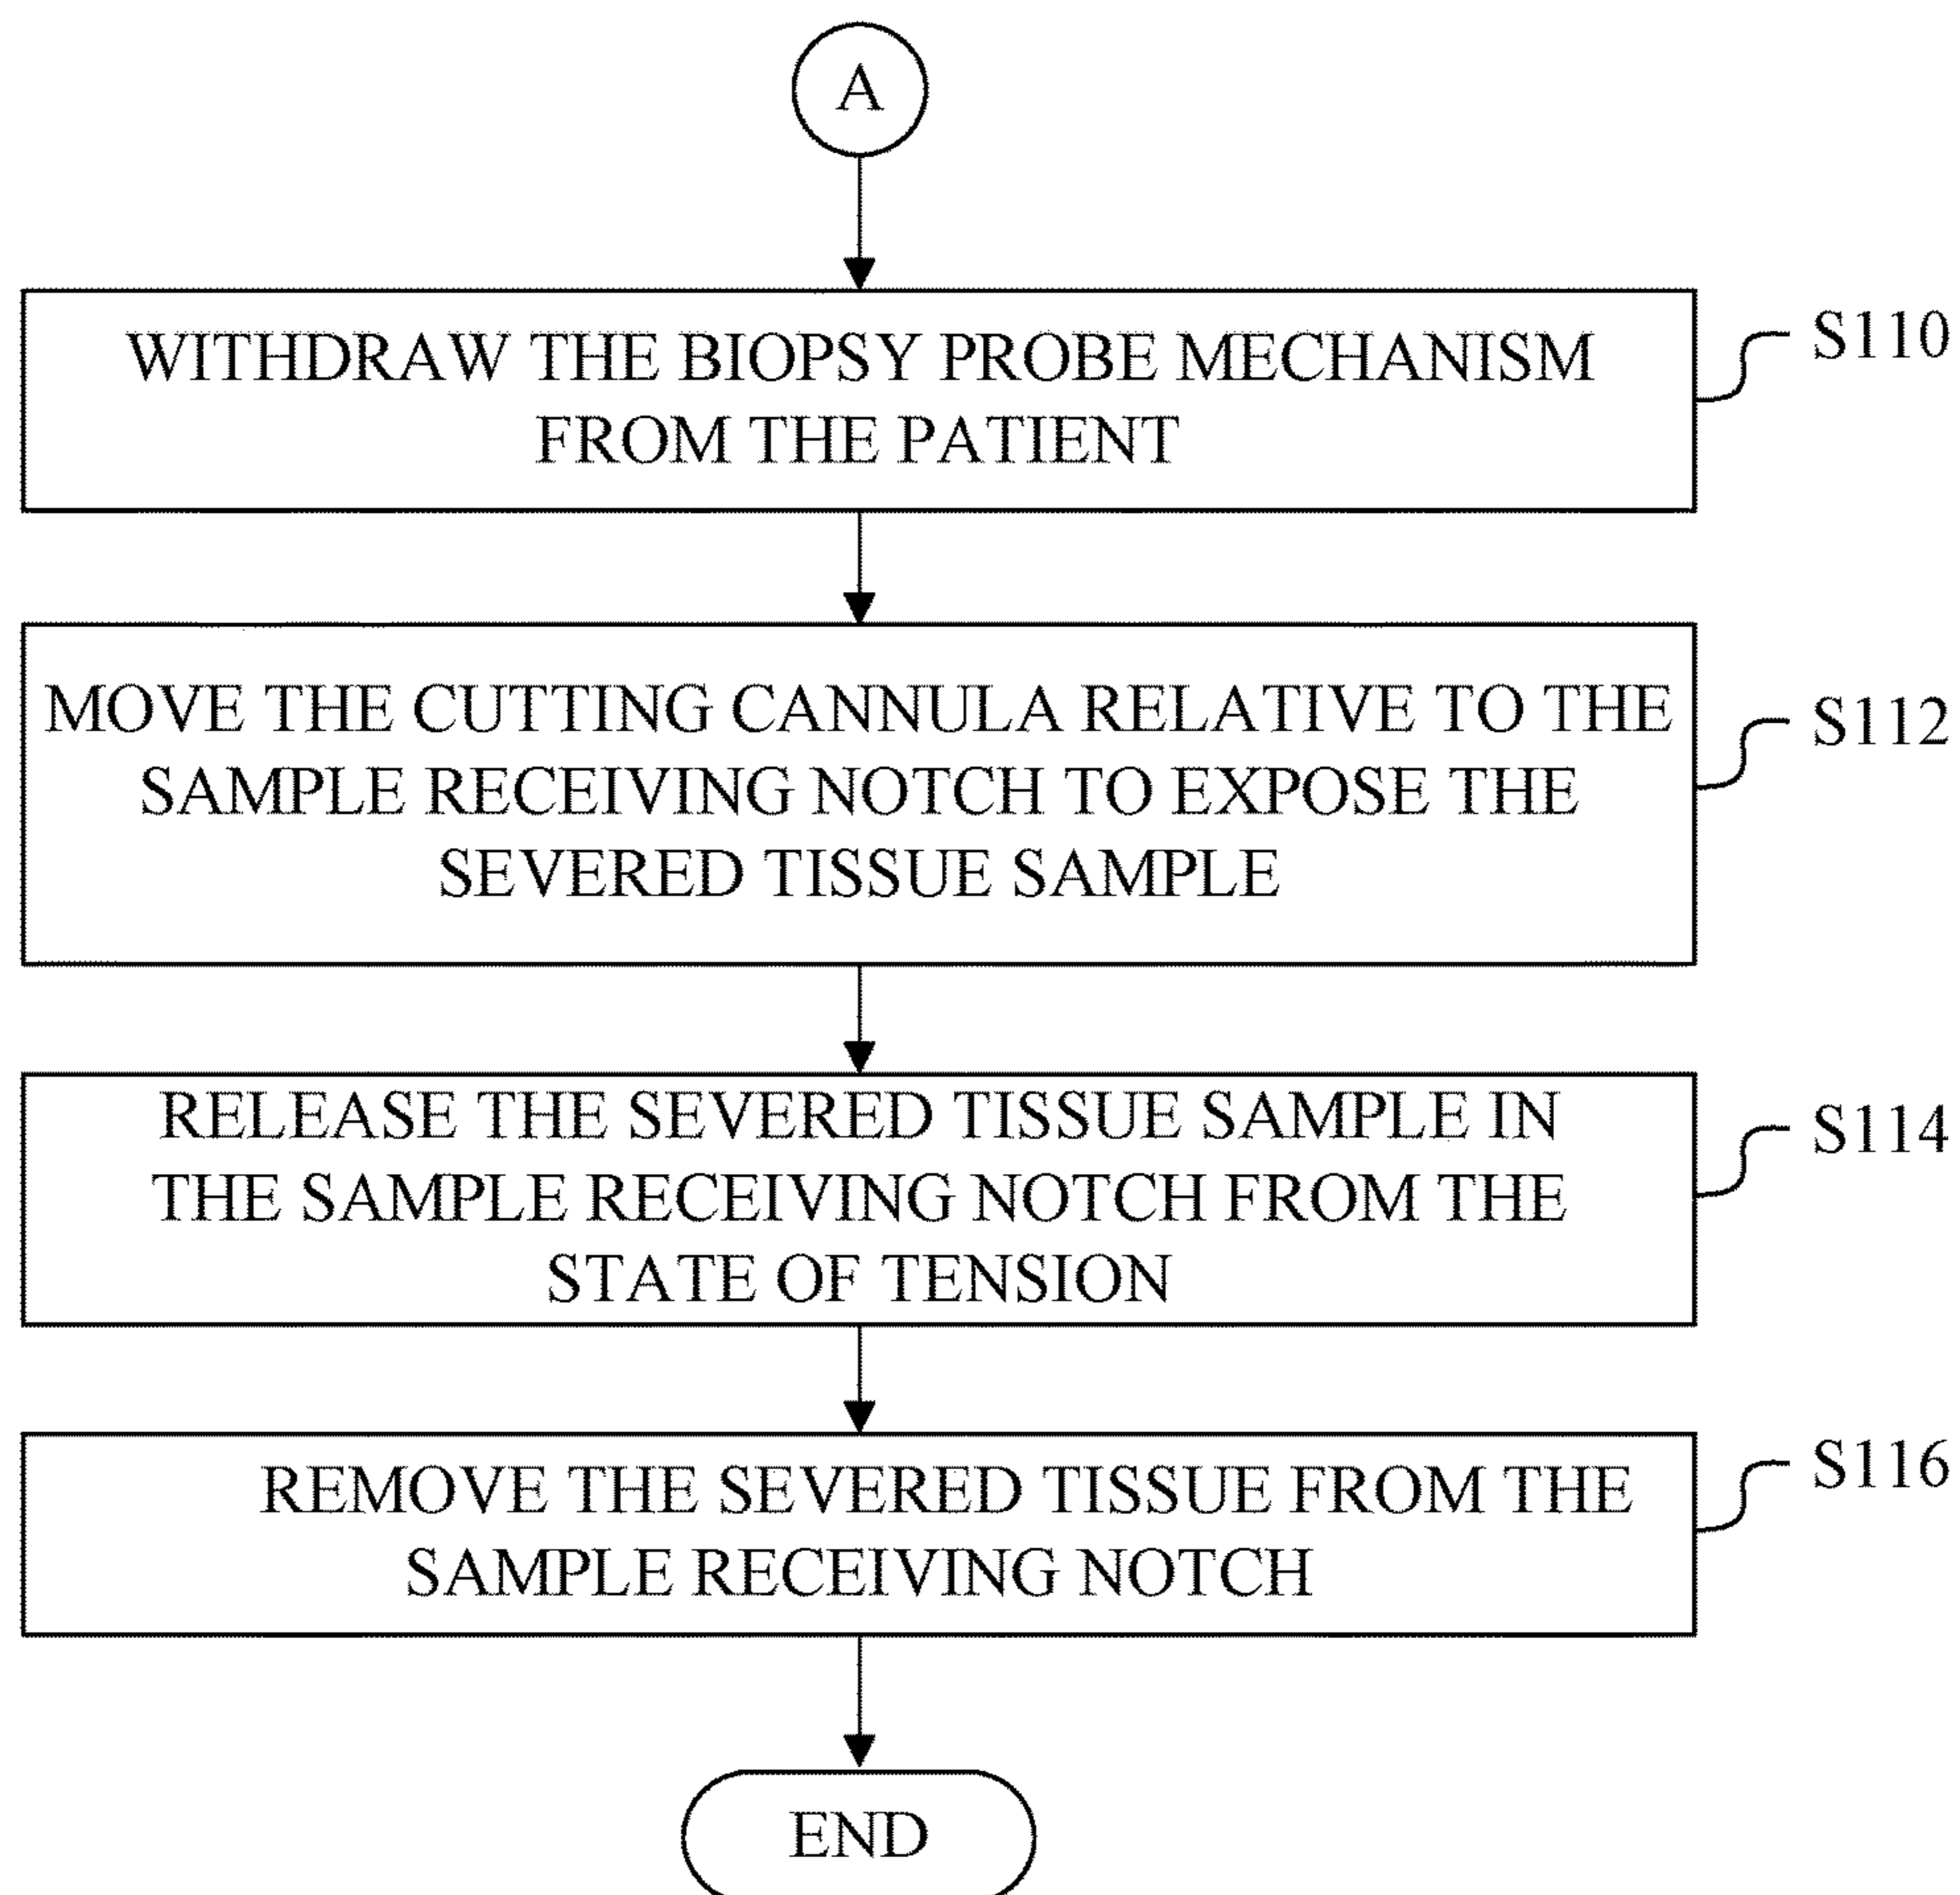 A
WITHDRAW THE BIOPSY PROBE MECHANISM
FROM THE PATIENT
S110
MOVE THE CUTTING CANNULA RELATIVE TO THE
SAMPLE RECEIVING NOTCH TO EXPOSE THE
SEVERED TISSUE SAMPLE
S112
RELEASE THE SEVERED TISSUE SAMPLE IN
THE SAMPLE RECEIVING NOTCH FROM THE
STATE OF TENSION
S114
REMOVE THE SEVERED TISSUE FROM THE
SAMPLE RECEIVING NOTCH
S116
END